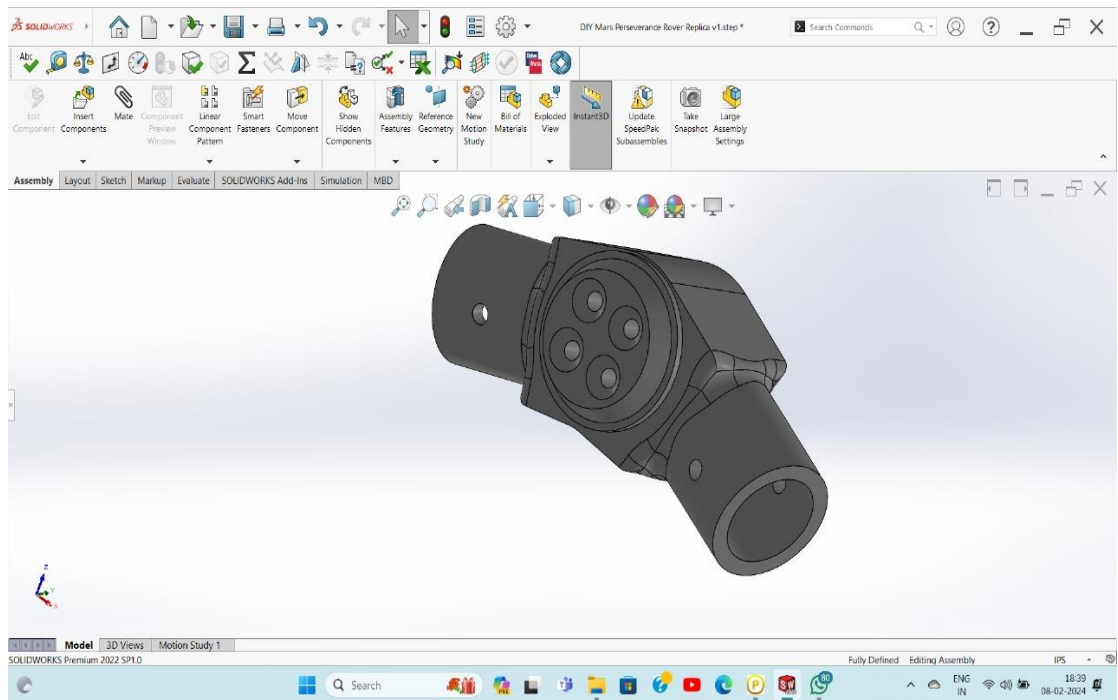 SOLIDWORKS
DIY Mars Perseverance Rover Replica v1.step *
Search Commands
Edit Component
Insert Components
Mate
Component Preview Window
Linear Component Pattern
Smart Fasteners
Move Component
Show Hidden Components
Assembly Features
Reference Geometry
New Motion Study
Bill of Materials
Exploded View
Instant3D
Update SpeedPak Subassemblies
Take Snapshot
Large Assembly Settings
Assembly Layout Sketch Markup Evaluate SOLIDWORKS Add-Ins Simulation MBD
Model 3D Views Motion Study 1
SOLIDWORKS Premium 2022 SP1.0 Fully Defined Editing Assembly IPS
Search
ENG
IN
18:39
08-02-2024